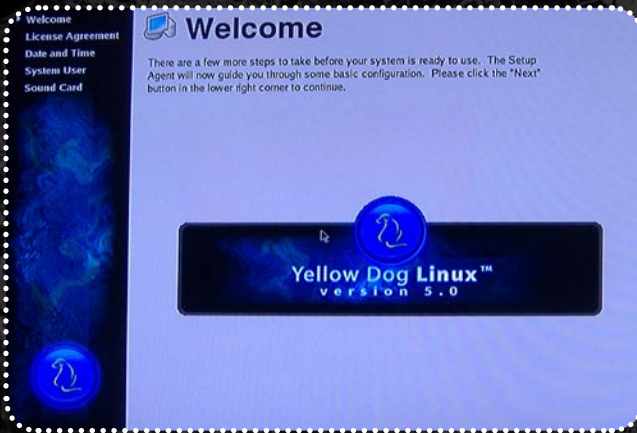 Welcome
License Agreement
Date and Time
System User
Sound Card
Welcome
There are a few more steps to take before your system is ready to use. The Setup
Agent will now guide you through some basic configuration. Please click the "Next"
button in the lower right corner to continue.
Yellow Dog Linux™
version 5.0